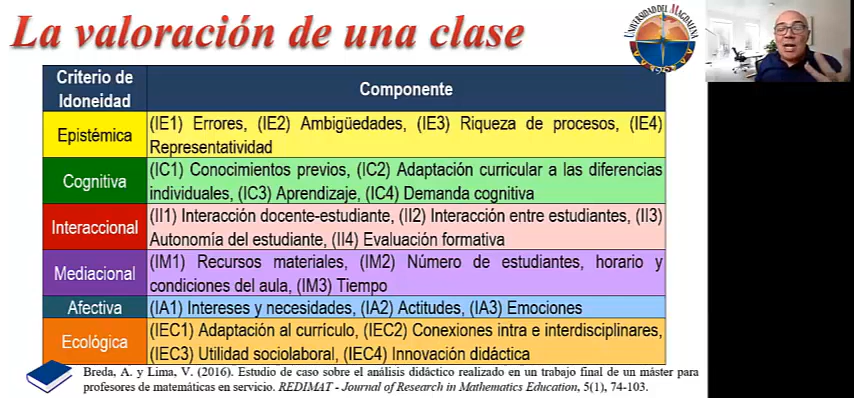 La valoración de una clase
UNIVERSIDAD DEL MAGDALENA
Criterio de
Idoneidad
Componente
Epistémica
(IE1) Errores, (IE2) Ambigüedades, (IE3) Riqueza de procesos, (IE4)
Representatividad
Cognitiva
(IC1) Conocimientos previos, (IC2) Adaptación curricular a las diferencias
individuales, (IC3) Aprendizaje, (IC4) Demanda cognitiva
Interaccional
(II1) Interacción docente-estudiante, (II2) Interacción entre estudiantes, (II3)
Autonomía del estudiante, (II4) Evaluación formativa
Mediacional
(IM1) Recursos materiales, (IM2) Número de estudiantes, horario y
condiciones del aula, (IM3) Tiempo
Afectiva
(IA1) Intereses y necesidades, (IA2) Actitudes, (IA3) Emociones
Ecológica
(IEC1) Adaptación al currículo, (IEC2) Conexiones intra e interdisciplinares,
(IEC3) Utilidad sociolaboral, (IEC4) Innovación didáctica
Breda, A. y Lima, V. (2016). Estudio de caso sobre el análisis didáctico realizado en un trabajo final de un máster para
profesores de matemáticas en servicio. REDIMAT - Journal of Research in Mathematics Education, 5(1), 74-103.